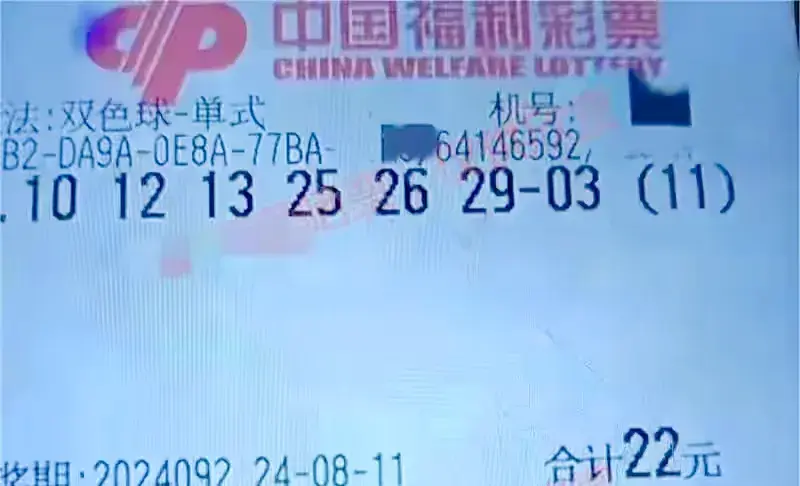 中国福利彩票
CHINA WELFARE LOTTERY
法:双色球-单式 机号:
B2-DA9A-0E8A-77BA- 64146592,
.10 12 13 25 26 29-03 (11)
奖期:2024092 24-08-11 合计22元